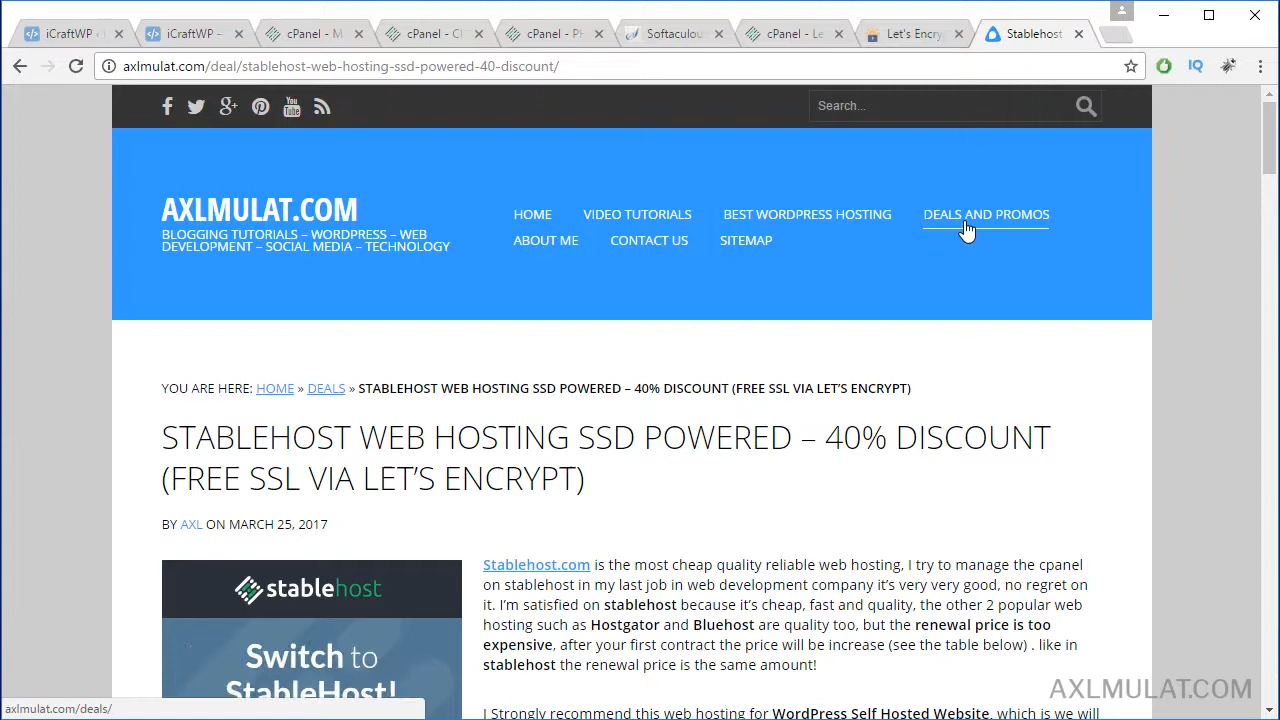 iCraftWP
iCraftWP -
cPanel - M
cPanel - Cl
cPanel - PH
Softaculous
cPanel - Le
Let's Encry
Stablehost
axlmulat.com/deal/stablehost-web-hosting-ssd-powered-40-discount/
IQ
You Tube
Search...
AXLMULAT.COM
BLOGGING TUTORIALS – WORDPRESS – WEB
DEVELOPMENT – SOCIAL MEDIA – TECHNOLOGY
HOME VIDEO TUTORIALS BEST WORDPRESS HOSTING DEALS AND PROMOS
ABOUT ME CONTACT US SITEMAP
YOU ARE HERE: HOME » DEALS » STABLEHOST WEB HOSTING SSD POWERED – 40% DISCOUNT (FREE SSL VIA LET'S ENCRYPT)
STABLEHOST WEB HOSTING SSD POWERED – 40% DISCOUNT
(FREE SSL VIA LET'S ENCRYPT)
BY AXL ON MARCH 25, 2017
stablehost
Switch to
StableHost!
Stablehost.com is the most cheap quality reliable web hosting, I try to manage the cpanel
on stablehost in my last job in web development company it's very very good, no regret on
it. I'm satisfied on stablehost because it's cheap, fast and quality, the other 2 popular web
hosting such as Hostgator and Bluehost are quality too, but the renewal price is too
expensive, after your first contract the price will be increase (see the table below) . like in
stablehost the renewal price is the same amount!
I Strongly recommend this web hosting for WordPress Self Hosted Website, which is we will
axlmulat.com/deals/
AXLMULAT.COM